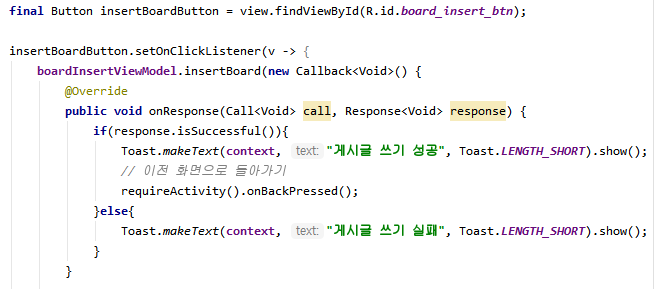 final Button insertBoardButton = view.findViewById(R.id.board_insert_btn);
insertBoardButton.setOnClickListener(v -> {
boardInsertViewModel.insertBoard(new Callback<Void>() {
@Override
public void onResponse(Call<Void> call, Response<Void> response) {
if(response.isSuccessful()){
Toast.makeText(context, text: "게시글 쓰기 성공", Toast.LENGTH_SHORT).show();
// 이전 화면으로 돌아가기
requireActivity().onBackPressed();
}else{
Toast.makeText(context, text: "게시글 쓰기 실패", Toast.LENGTH_SHORT).show();
}
}